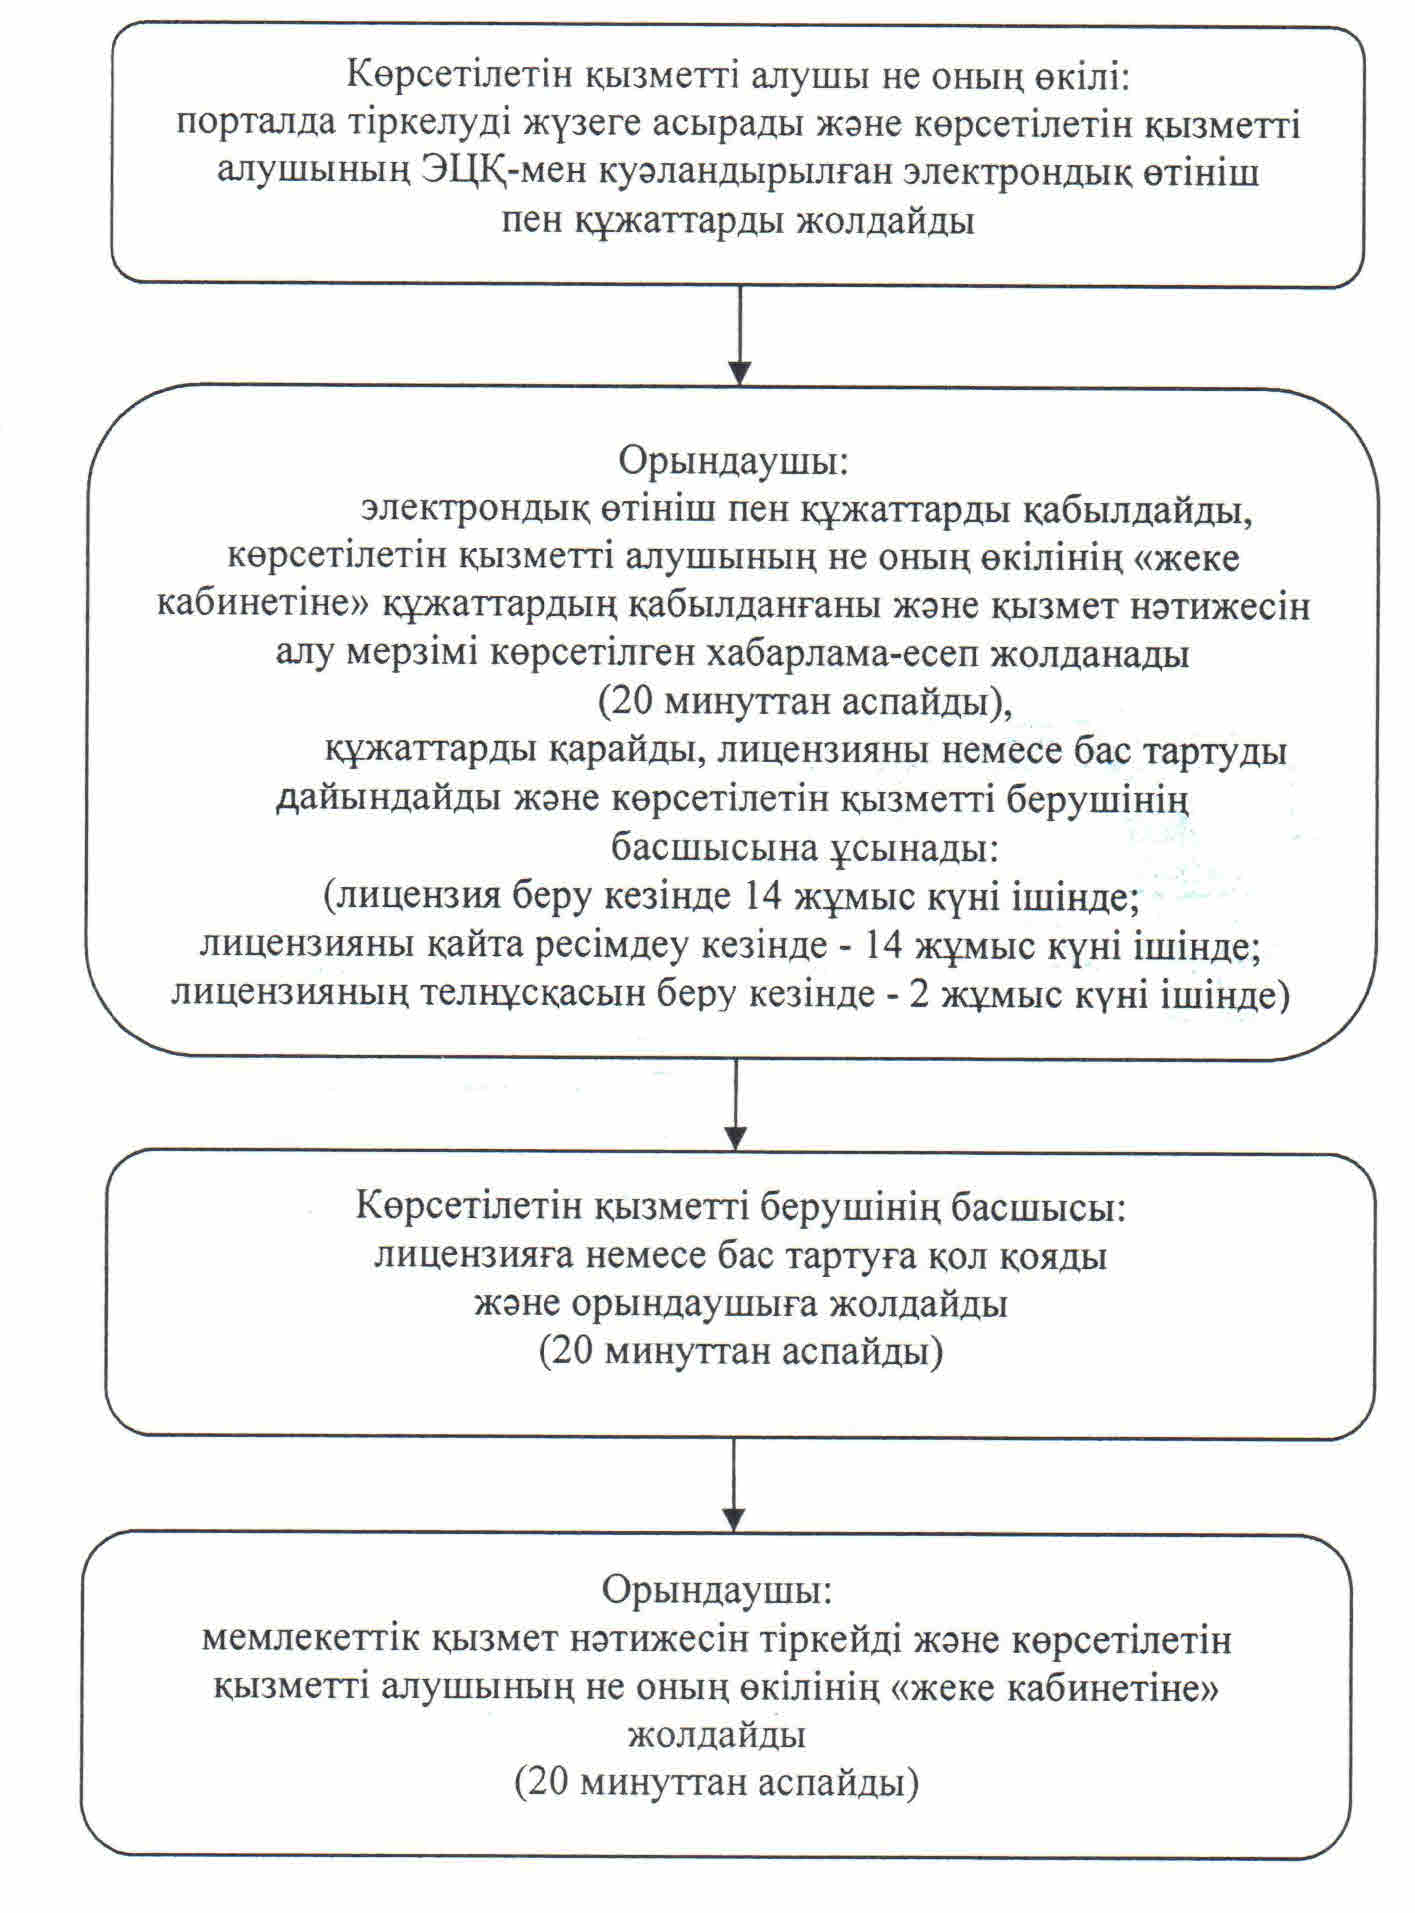 Көрсетілетін қызметті алушы не оның өкілі:
порталда тіркелуді жүзеге асырады және көрсетілетін қызметті
алушының ЭЦҚ-мен куәландырылған электрондық өтініш
пен құжаттарды жолдайды
Орындаушы:
электрондық өтініш пен құжаттарды қабылдайды,
көрсетілетін қызметті алушының не оның өкілінің «жеке
кабинетіне» құжаттардың қабылданғаны және қызмет нәтижесін
алу мерзімі көрсетілген хабарлама-есеп жолданады
(20 минуттан аспайды),
құжаттарды қарайды, лицензияны немесе бас тартуды
дайындайды және көрсетілетін қызметті берушінің
басшысына ұсынады:
(лицензия беру кезінде 14 жұмыс күні ішінде;
лицензияны қайта ресімдеу кезінде - 14 жұмыс күні ішінде;
лицензияның телнұсқасын беру кезінде - 2 жұмыс күні ішінде)
Көрсетілетін қызметті берушінің басшысы:
лицензияға немесе бас тартуға қол қояды
және орындаушыға жолдайды
(20 минуттан аспайды)
Орындаушы:
мемлекеттік қызмет нәтижесін тіркейді және көрсетілетін
қызметті алушының не оның өкілінің «жеке кабинетіне»
жолдайды
(20 минуттан аспайды)